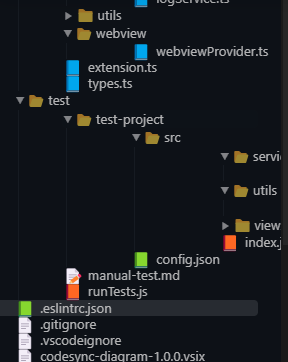 logService.ts
utils
webview
webviewProvider.ts
extension.ts
types.ts
test
test-project
src
servi
utils
view
index.j
config.json
manual-test.md
runTests.js
.eslintrc.json
.gitignore
.vscodeignore
codesync-diagram-1.0.0.vsix